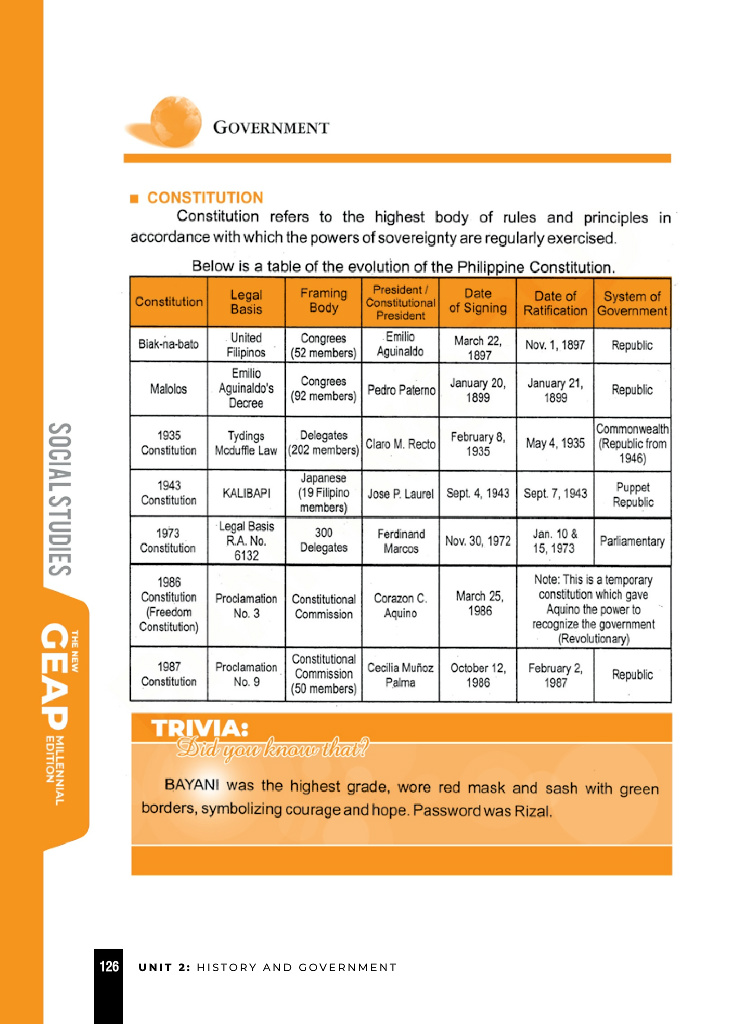 GOVERNMENT
CONSTITUTION
Constitution refers to the highest body of rules and principles in
accordance with which the powers of sovereignty are regularly exercised.
Below is a table of the evolution of the Philippine Constitution.
Constitution | Legal Basis | Framing Body | President / Constitutional President | Date of Signing | Date of Ratification | System of Government
Biak-na-bato | United Filipinos | Congrees (52 members) | Emilio Aguinaldo | March 22, 1897 | Nov. 1, 1897 | Republic
Malolos | Emilio Aguinaldo's Decree | Congrees (92 members) | Pedro Paterno | January 20, 1899 | January 21, 1899 | Republic
1935 Constitution | Tydings Mcduffie Law | Delegates (202 members) | Claro M. Recto | February 8, 1935 | May 4, 1935 | Commonwealth (Republic from 1946)
1943 Constitution | KALIBAPI | Japanese (19 Filipino members) | Jose P. Laurel | Sept. 4, 1943 | Sept. 7, 1943 | Puppet Republic
1973 Constitution | Legal Basis R.A. No. 6132 | 300 Delegates | Ferdinand Marcos | Nov. 30, 1972 | Jan. 10 & 15, 1973 | Parliamentary
1986 Constitution (Freedom Constitution) | Proclamation No. 3 | Constitutional Commission | Corazon C. Aquino | March 25, 1986 | Note: This is a temporary constitution which gave Aquino the power to recognize the government (Revolutionary)
1987 Constitution | Proclamation No. 9 | Constitutional Commission (50 members) | Cecilia Muñoz Palma | October 12, 1986 | February 2, 1987 | Republic
TRIVIA:
Did you know that?
BAYANI was the highest grade, wore red mask and sash with green
borders, symbolizing courage and hope. Password was Rizal.
SOCIAL STUDIES
THE NEW
GEAP
MILLENNIAL
EDITION
126 UNIT 2: HISTORY AND GOVERNMENT